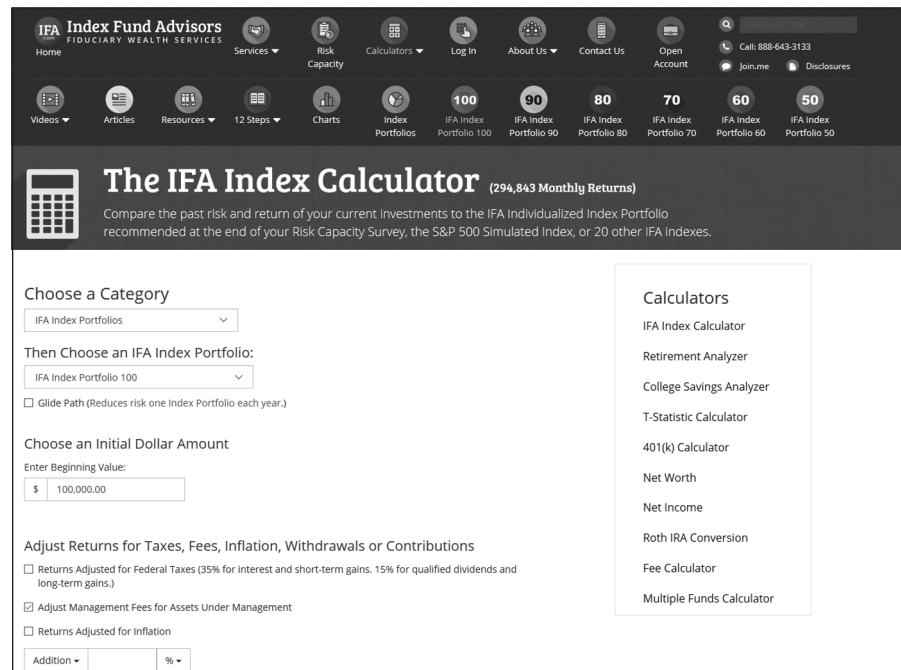 IFA.com
Index Fund Advisors
FIDUCIARY WEALTH SERVICES
Home
Services
Risk Capacity
Calculators
Log In
About Us
Contact Us
Open Account
SEARCH IFA.COM
Call: 888-643-3133
Join.me
Disclosures
Videos
Articles
Resources
12 Steps
Charts
Index Portfolios
100 IFA Index Portfolio 100
90 IFA Index Portfolio 90
80 IFA Index Portfolio 80
70 IFA Index Portfolio 70
60 IFA Index Portfolio 60
50 IFA Index Portfolio 50
The IFA Index Calculator (294,843 Monthly Returns)
Compare the past risk and return of your current investments to the IFA Individualized Index Portfolio
recommended at the end of your Risk Capacity Survey, the S&P 500 Simulated Index, or 20 other IFA indexes.
Choose a Category
IFA Index Portfolios
Then Choose an IFA Index Portfolio:
IFA Index Portfolio 100
Glide Path (Reduces risk one Index Portfolio each year.)
Choose an Initial Dollar Amount
Enter Beginning Value:
$ 100,000.00
Adjust Returns for Taxes, Fees, Inflation, Withdrawals or Contributions
Returns Adjusted for Federal Taxes (35% for interest and short-term gains. 15% for qualified dividends and
long-term gains.)
Adjust Management Fees for Assets Under Management
Returns Adjusted for Inflation
Addition %
Calculators
IFA Index Calculator
Retirement Analyzer
College Savings Analyzer
T-Statistic Calculator
401(k) Calculator
Net Worth
Net Income
Roth IRA Conversion
Fee Calculator
Multiple Funds Calculator